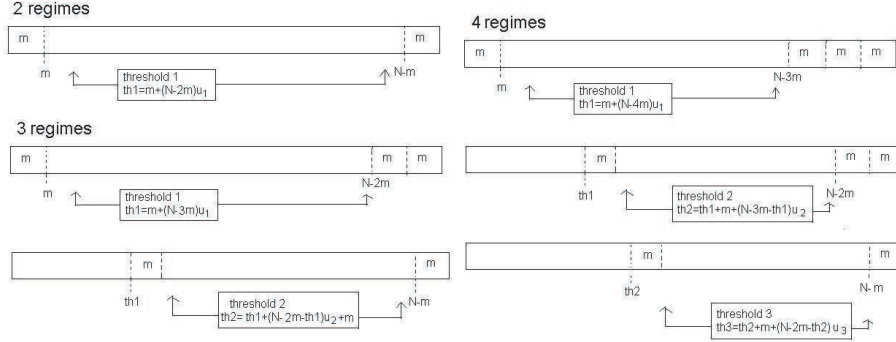 2 regimes
m m
m N-m
threshold 1
th1=m+(N-2m)u1
3 regimes
m m m
m N-2m
threshold 1
th1=m+(N-3m)u1
m m
th1 N-m
threshold 2
th2= th1+(N-2m-th1)u2+m
4 regimes
m m m m
m N-3m
threshold 1
th1=m+(N-4m)u1
m m m
th1 N-2m
threshold 2
th2=th1+m+(N-3m-th1)u2
m m
th2 N-m
threshold 3
th3=th2+m+(N-2m-th2) u3